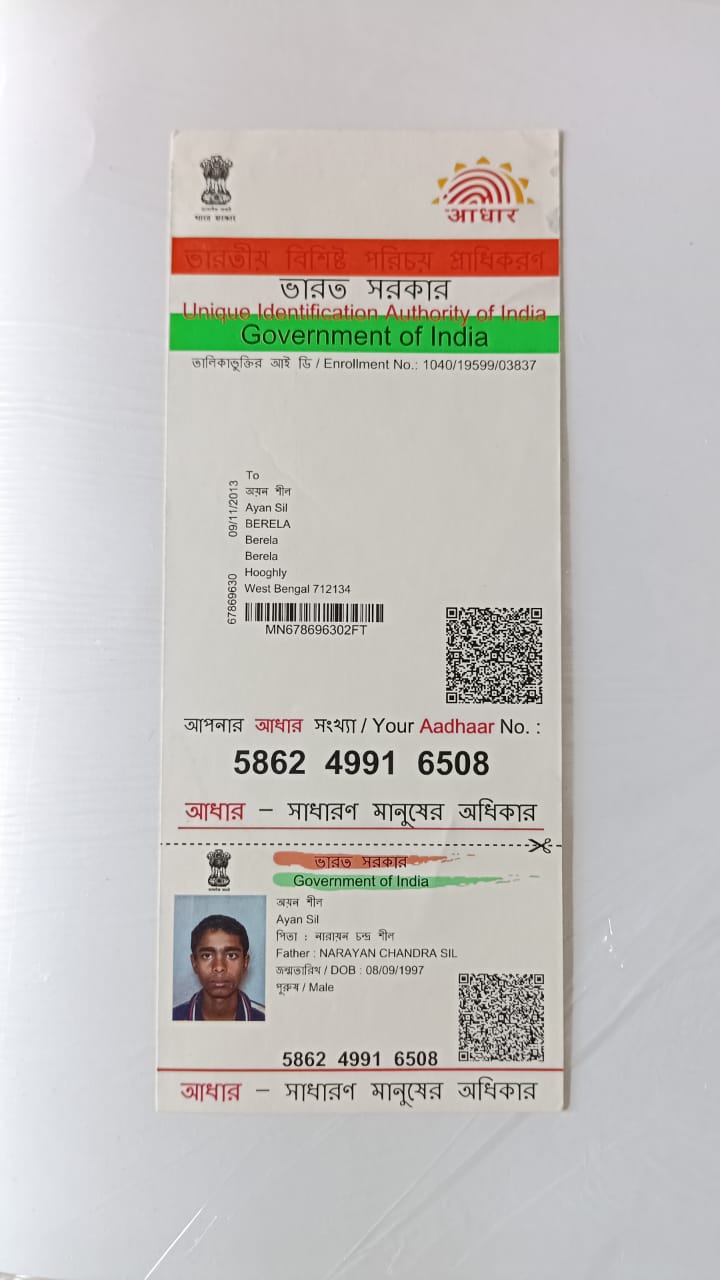 भारत सरकार
आधार
ভারতীয় বিশিষ্ট পরিচয় প্রাধিকরণ
ভারত সরকার
Unique Identification Authority of India
Government of India
তালিকাভুক্তির আই ডি / Enrollment No.: 1040/19599/03837
To
অয়ন শীল
Ayan Sil
BERELA
Berela
Berela
Hooghly
West Bengal 712134
67869630 09/11/2013
MN678696302FT
আপনার আধার সংখ্যা / Your Aadhaar No. :
5862 4991 6508
আধার – সাধারণ মানুষের অধিকার
ভারত সরকার
Government of India
অয়ন শীল
Ayan Sil
পিতা : নারায়ন চন্দ্র শীল
Father : NARAYAN CHANDRA SIL
জন্মতারিখ / DOB : 08/09/1997
পুরুষ / Male
5862 4991 6508
আধার – সাধারণ মানুষের অধিকার